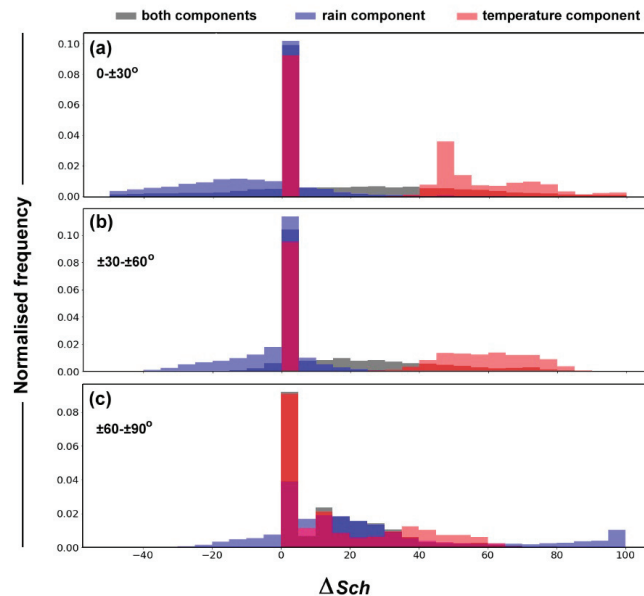 both components rain component temperature component
(a)
0-±30°
0.10
0.08
0.06
0.04
0.02
0.00
(b)
±30-±60°
0.10
0.08
0.06
0.04
0.02
0.00
(c)
±60-±90°
0.08
0.06
0.04
0.02
0.00
Normalised frequency
−40 −20 0 20 40 60 80 100
ΔSch